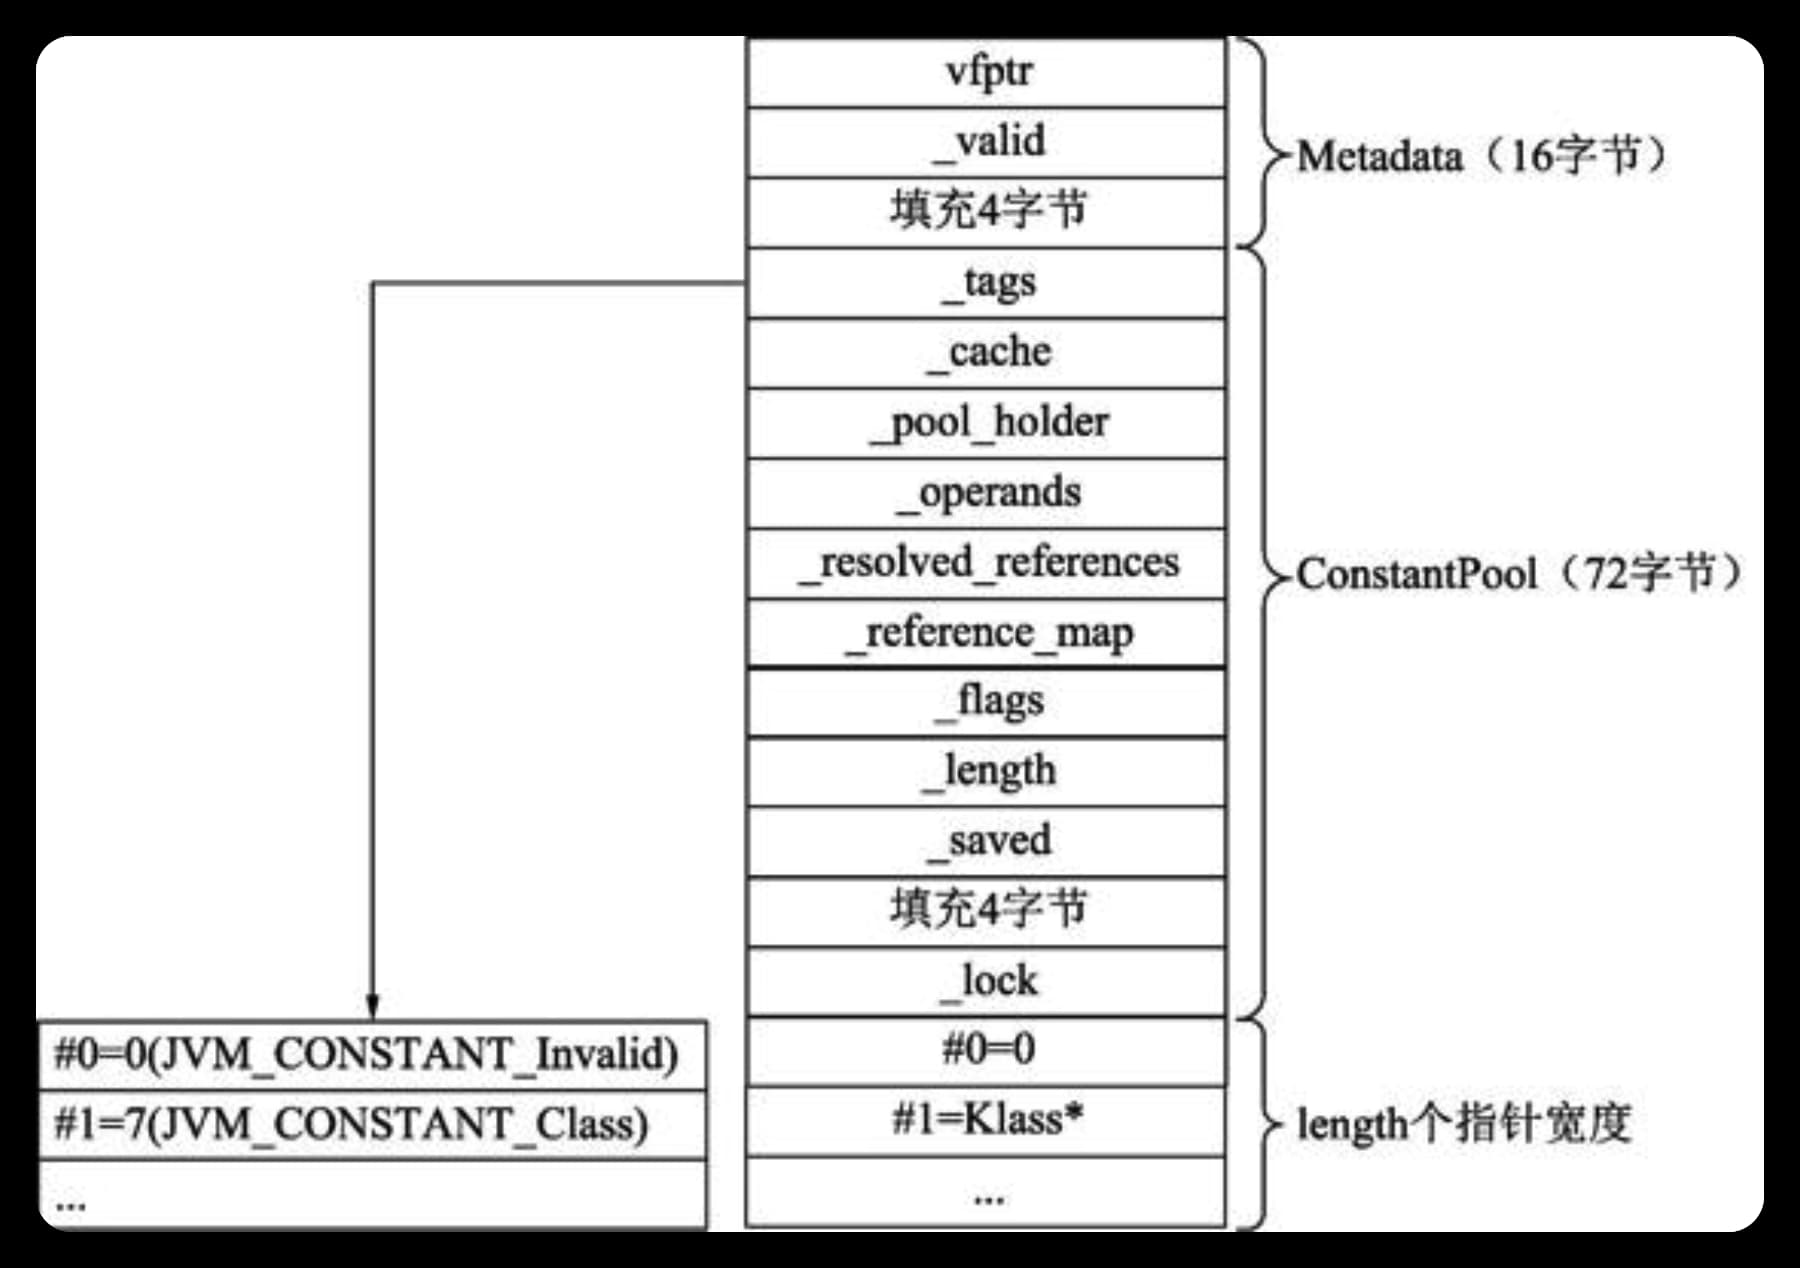 vfptr
_valid
填充4字节
Metadata（16字节）
_tags
_cache
_pool_holder
_operands
_resolved_references
_reference_map
_flags
_length
_saved
填充4字节
_lock
ConstantPool（72字节）
#0=0(JVM_CONSTANT_Invalid)
#1=7(JVM_CONSTANT_Class)
...
#0=0
#1=Klass*
...
length个指针宽度